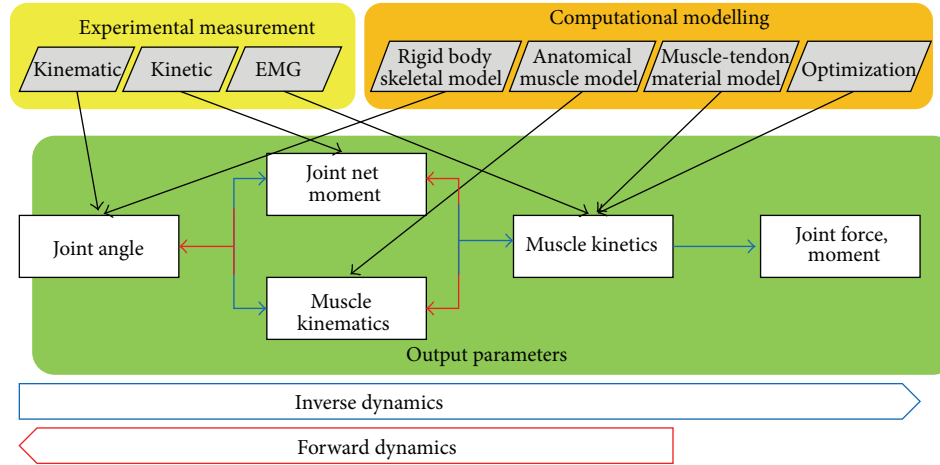 Experimental measurement
Computational modelling
Kinematic
Kinetic
EMG
Rigid body
skeletal model
Anatomical
muscle model
Muscle-tendon
material model
Optimization
Joint net
moment
Joint angle
Muscle kinetics
Joint force,
moment
Muscle
kinematics
Output parameters
Inverse dynamics
Forward dynamics